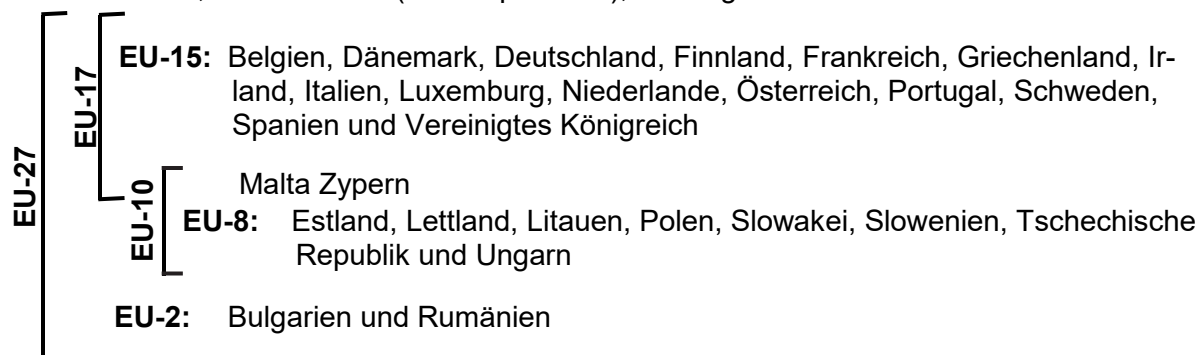 EU-27
EU-17
EU-15: Belgien, Dänemark, Deutschland, Finnland, Frankreich, Griechenland, Ir-
land, Italien, Luxemburg, Niederlande, Österreich, Portugal, Schweden,
Spanien und Vereinigtes Königreich
EU-10
Malta Zypern
EU-8: Estland, Lettland, Litauen, Polen, Slowakei, Slowenien, Tschechische
Republik und Ungarn
EU-2: Bulgarien und Rumänien